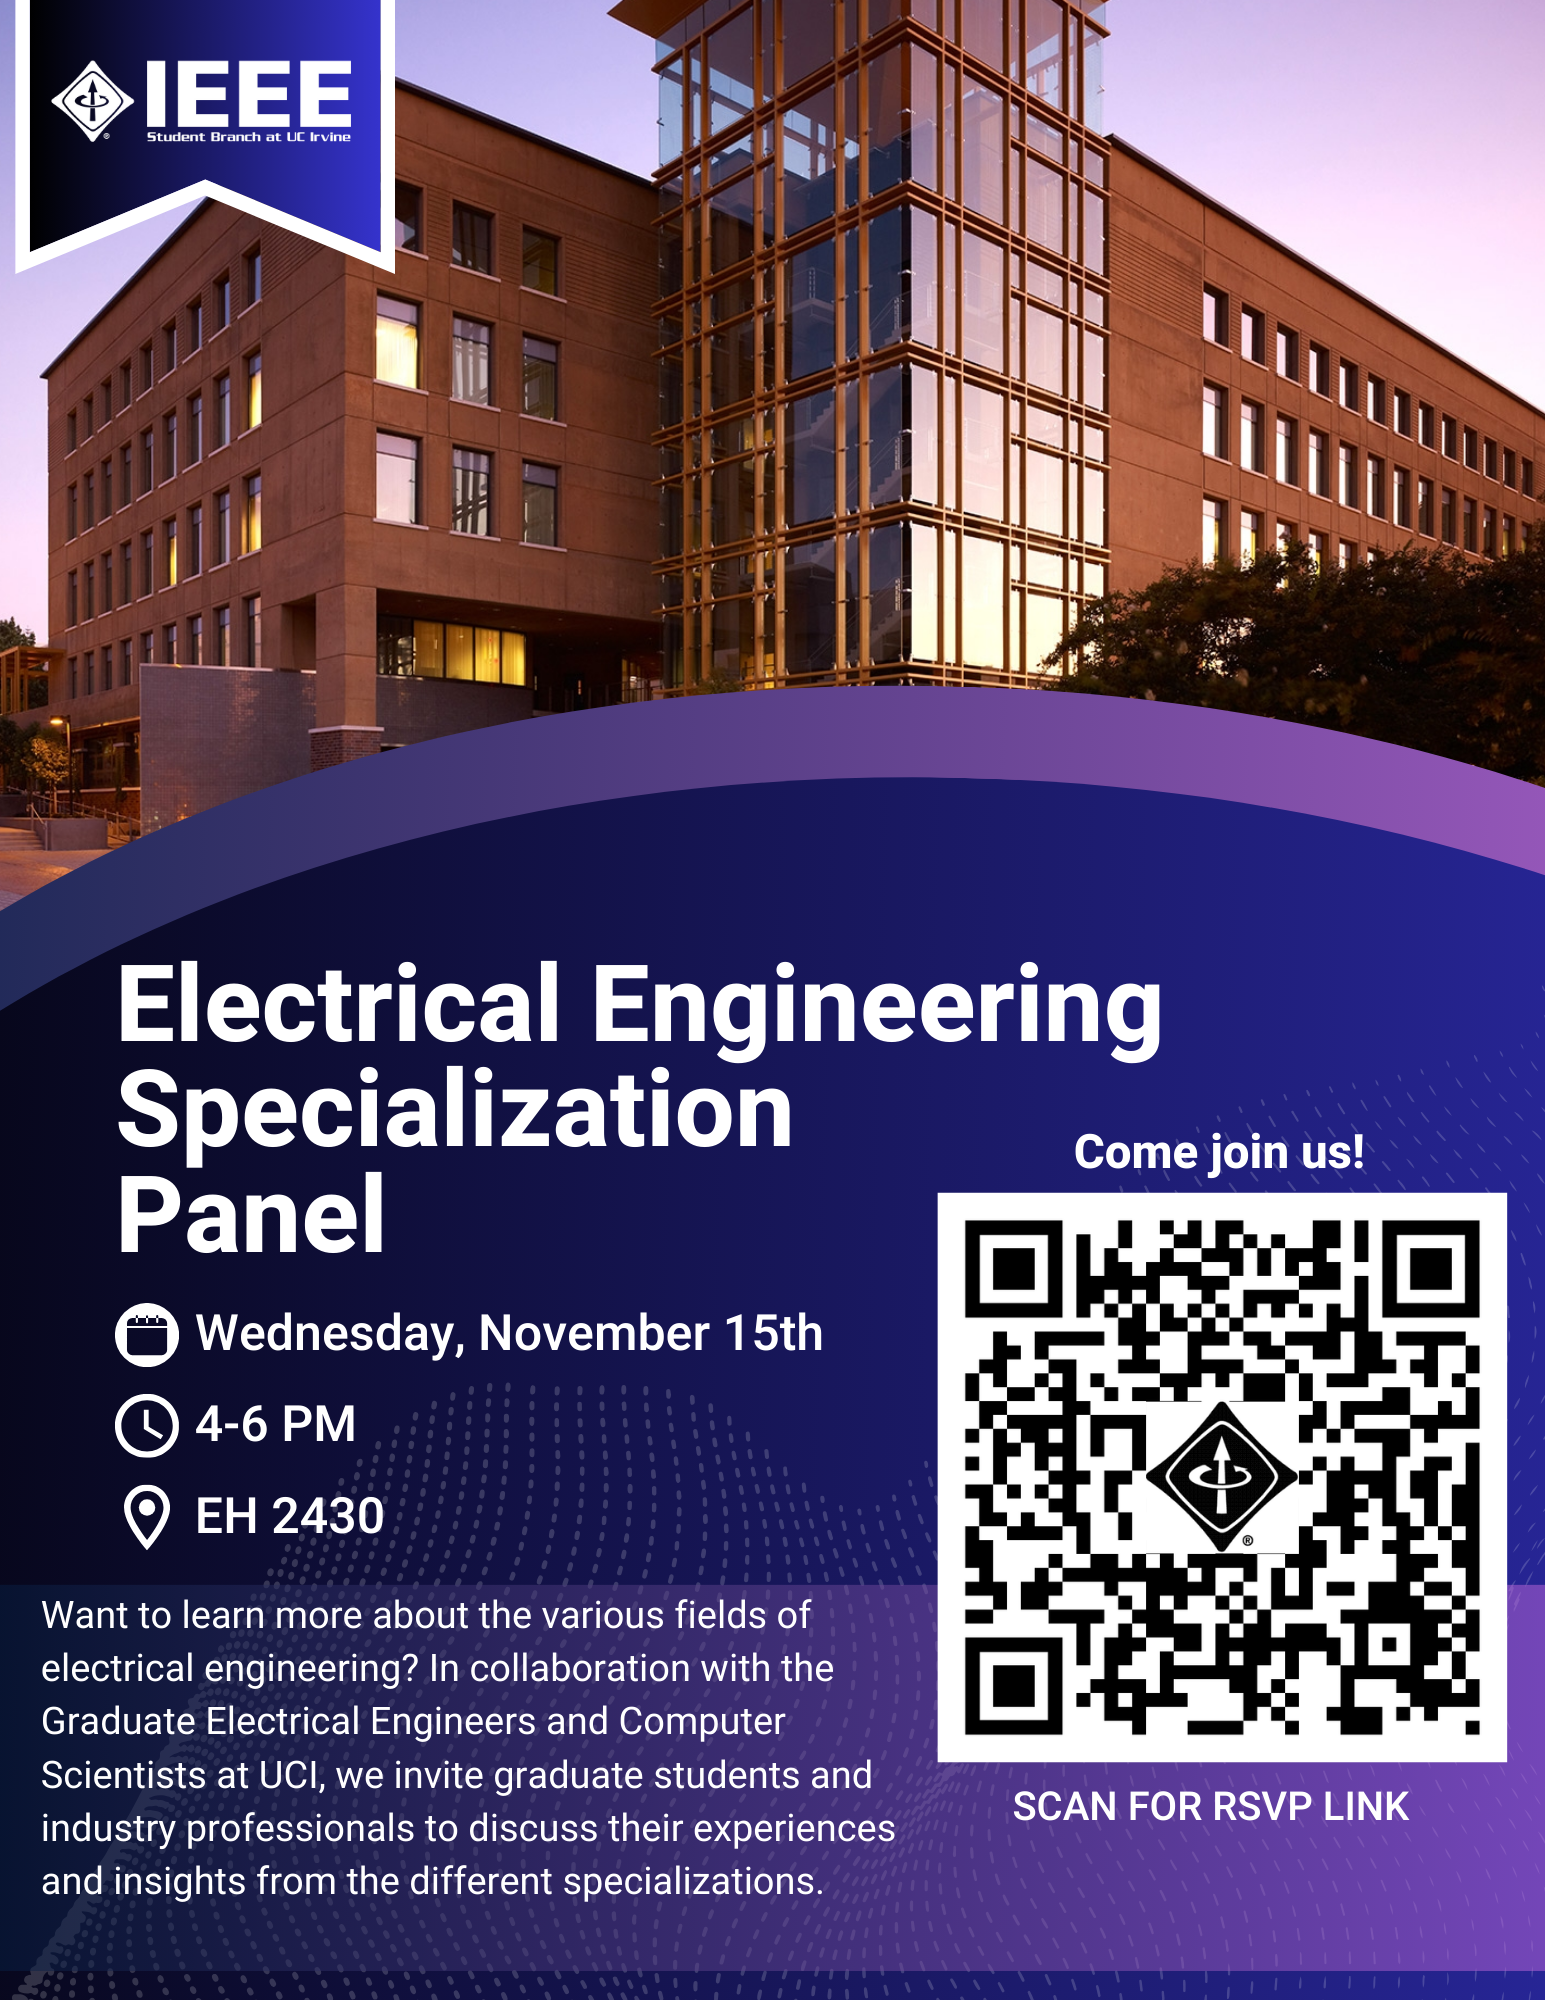 IEEE
Student Branch at UC Irvine
Electrical Engineering
Specialization
Panel
Come join us!
Wednesday, November 15th
4-6 PM
EH 2430
Want to learn more about the various fields of
electrical engineering? In collaboration with the
Graduate Electrical Engineers and Computer
Scientists at UCI, we invite graduate students and
industry professionals to discuss their experiences
and insights from the different specializations.
SCAN FOR RSVP LINK